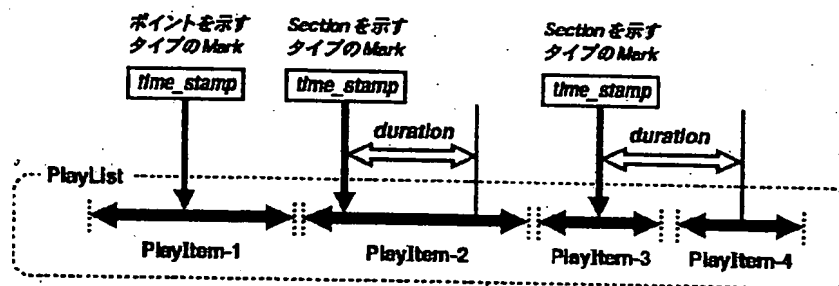 ポイントを示す
タイプのMark
time_stamp
Sectionを示す
タイプのMark
time_stamp
Sectionを示す
タイプのMark
time_stamp
duration
duration
PlayList
PlayItem-1
PlayItem-2
PlayItem-3
PlayItem-4